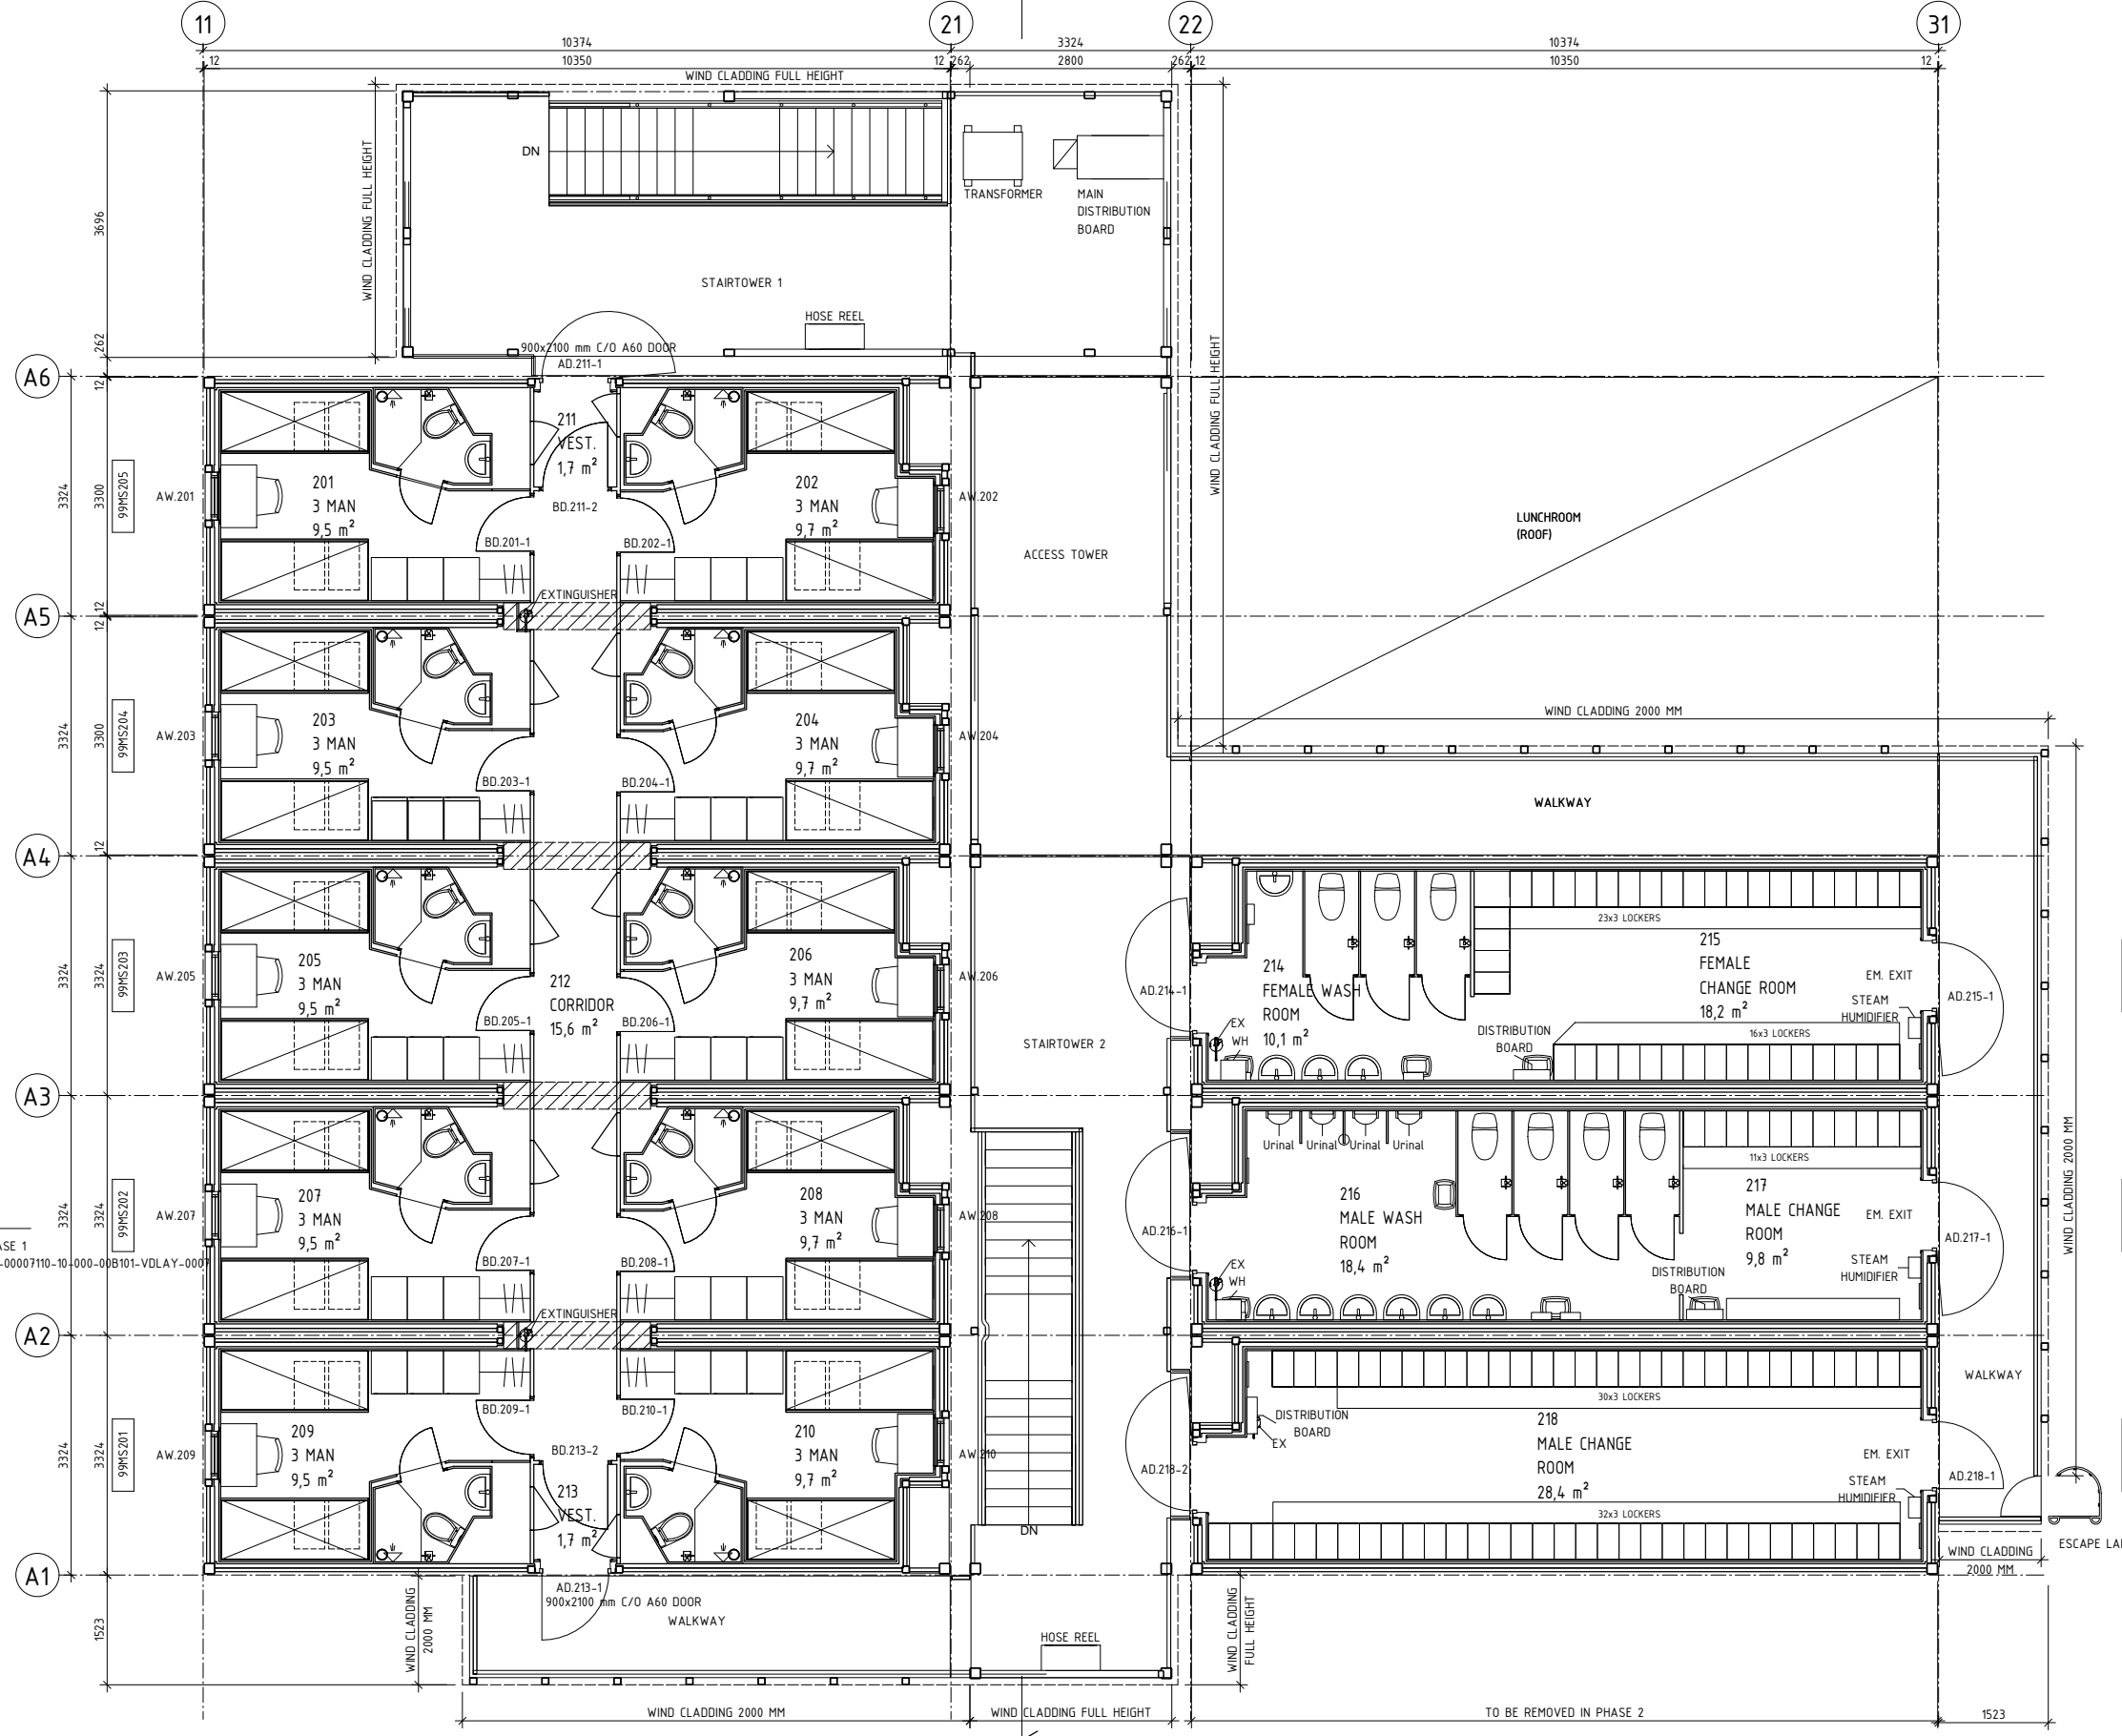 11
21
22
31
10374
3324
10374
12
10350
12
262
2800
262
12
10350
12
WIND CLADDING FULL HEIGHT
WIND CLADDING FULL HEIGHT
WIND CLADDING FULL HEIGHT
3696
262
DN
TRANSFORMER
MAIN
DISTRIBUTION
BOARD
STAIRTOWER 1
HOSE REEL
900x2100 mm C/O A60 DOOR
AD.211-1
A6
12
3324
3300
99MS205
AW.201
201
3 MAN
9,5 m²
211
VEST.
1,7 m²
BD.211-2
BD.201-1
BD.202-1
202
3 MAN
9,7 m²
AW.202
ACCESS TOWER
LUNCHROOM
(ROOF)
EXTINGUISHER
A5
12
12
3324
3300
99MS204
AW.203
203
3 MAN
9,5 m²
BD.203-1
BD.204-1
204
3 MAN
9,7 m²
AW.204
WIND CLADDING 2000 MM
WALKWAY
A4
12
3324
3324
99MS203
AW.205
205
3 MAN
9,5 m²
212
CORRIDOR
15,6 m²
BD.205-1
BD.206-1
206
3 MAN
9,7 m²
AW.206
STAIRTOWER 2
AD.214-1
214
FEMALE WASH
ROOM
10,1 m²
EX
WH
23x3 LOCKERS
215
FEMALE
CHANGE ROOM
18,2 m²
EM. EXIT
STEAM
HUMIDIFIER
AD.215-1
DISTRIBUTION
BOARD
16x3 LOCKERS
A3
3324
3324
99MS202
AW.207
207
3 MAN
9,5 m²
BD.207-1
BD.208-1
208
3 MAN
9,7 m²
AW.208
AD.216-1
Urinal
Urinal
Urinal
Urinal
216
MALE WASH
ROOM
18,4 m²
EX
WH
11x3 LOCKERS
217
MALE CHANGE
ROOM
9,8 m²
EM. EXIT
STEAM
HUMIDIFIER
AD.217-1
DISTRIBUTION
BOARD
WIND CLADDING 2000 MM
ASE 1
-00007110-10-000-00B101-VDLAY-0007
EXTINGUISHER
A2
3324
3324
99MS201
AW.209
209
3 MAN
9,5 m²
BD.209-1
BD.210-1
BD.213-2
213
VEST.
1,7 m²
210
3 MAN
9,7 m²
AW.210
DN
AD.218-2
30x3 LOCKERS
DISTRIBUTION
BOARD
EX
218
MALE CHANGE
ROOM
28,4 m²
EM. EXIT
STEAM
HUMIDIFIER
AD.218-1
32x3 LOCKERS
WALKWAY
ESCAPE LA
WIND CLADDING
2000 MM
A1
1523
WIND CLADDING
2000 MM
AD.213-1
900x2100 mm C/O A60 DOOR
WALKWAY
HOSE REEL
WIND CLADDING
FULL HEIGHT
WIND CLADDING 2000 MM
WIND CLADDING FULL HEIGHT
TO BE REMOVED IN PHASE 2
1523